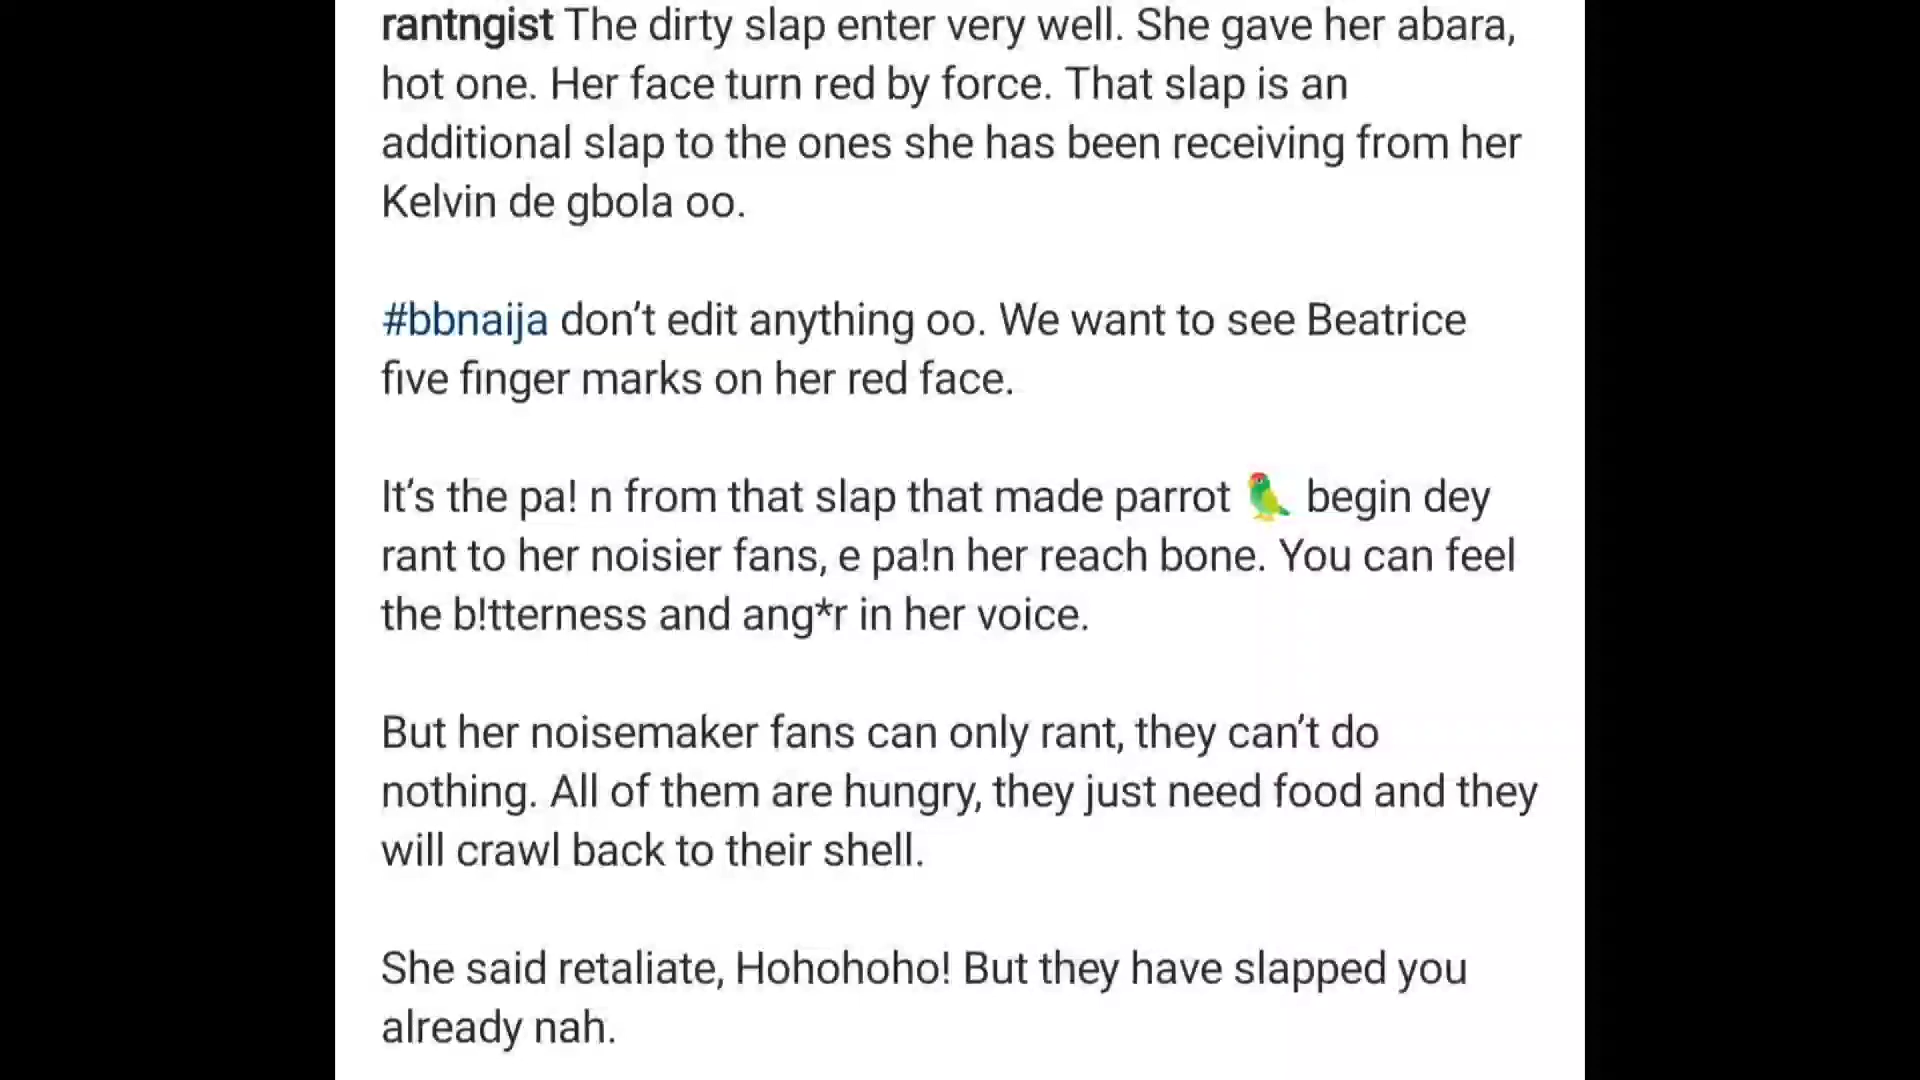 rantngist The dirty slap enter very well. She gave her abara,
hot one. Her face turn red by force. That slap is an
additional slap to the ones she has been receiving from her
Kelvin de gbola oo.
#bbnaija don’t edit anything oo. We want to see Beatrice
five finger marks on her red face.
It’s the pa! n from that slap that made parrot 🦜 begin dey
rant to her noisier fans, e pa!n her reach bone. You can feel
the b!tterness and ang*r in her voice.
But her noisemaker fans can only rant, they can’t do
nothing. All of them are hungry, they just need food and they
will crawl back to their shell.
She said retaliate, Hohohoho! But they have slapped you
already nah.